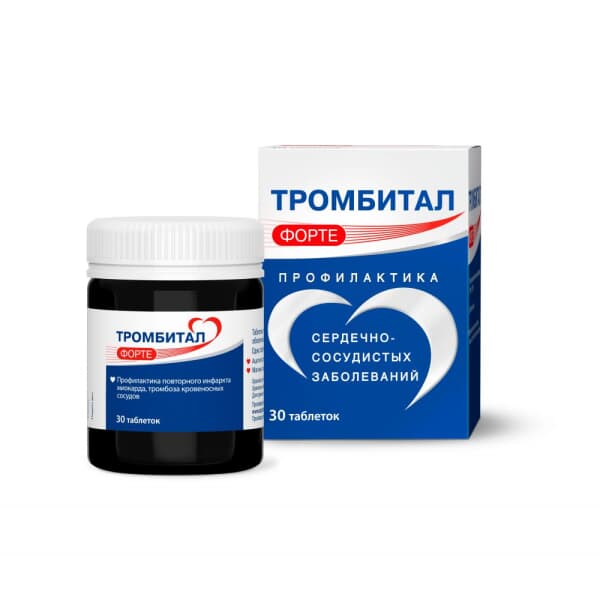 ТРОМБИТАЛ
ФОРТЕ
ПРОФИЛАКТИКА
СЕРДЕЧНО-
СОСУДИСТЫХ
ЗАБОЛЕВАНИЙ
30 таблеток
ТРОМБИТАЛ
ФОРТЕ
Профилактика повторного инфаркта
миокарда, тромбоза кровеносных
сосудов
30 таблеток